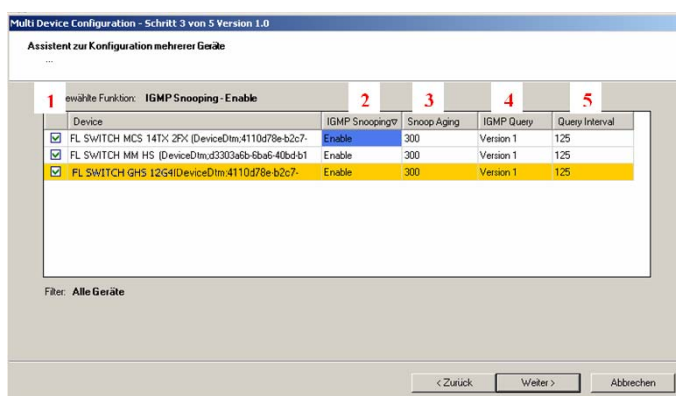 Multi Device Configuration - Schritt 3 von 5 Version 1.0
Assistent zur Konfiguration mehrerer Geräte
...
1 ewählte Funktion: IGMP Snooping - Enable 2 3 4 5
Device IGMP Snooping Snoop Aging IGMP Query Query Interval
FL SWITCH MCS 14TX 2FX (DeviceDtm;4110d78e-b2c7- Enable 300 Version 1 125
FL SWITCH MM HS (DeviceDtm;d3303a6b-6ba6-40bd-b1 Enable 300 Version 1 125
FL SWITCH GHS 12G4(DeviceDtm;4110d78e-b2c7- Enable 300 Version 1 125
Filter: Alle Geräte
< Zurück Weiter > Abbrechen